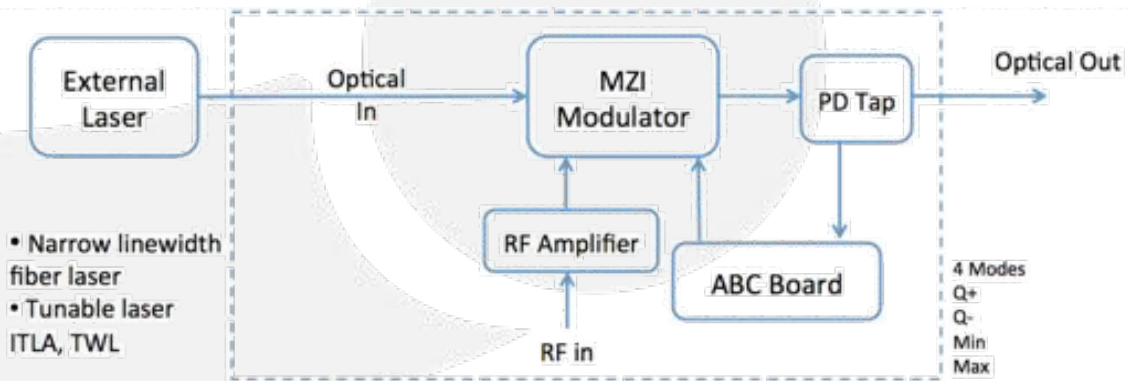 External
Laser
Optical
In
MZI
Modulator
PD Tap
Optical Out
RF Amplifier
ABC Board
RF in
• Narrow linewidth
fiber laser
• Tunable laser
ITLA, TWL
4 Modes
Q+
Q-
Min
Max